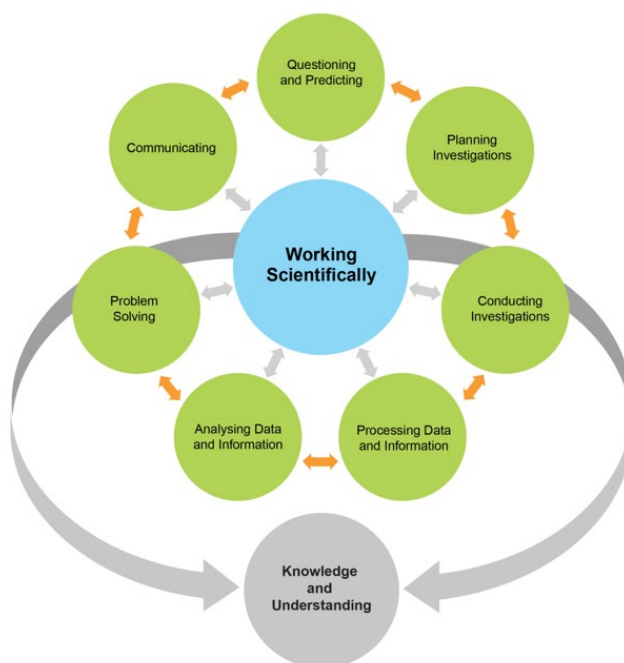 Questioning
and Predicting
Communicating
Planning
Investigations
Working
Scientifically
Problem
Solving
Conducting
Investigations
Analysing Data
and Information
Processing Data
and Information
Knowledge
and
Understanding